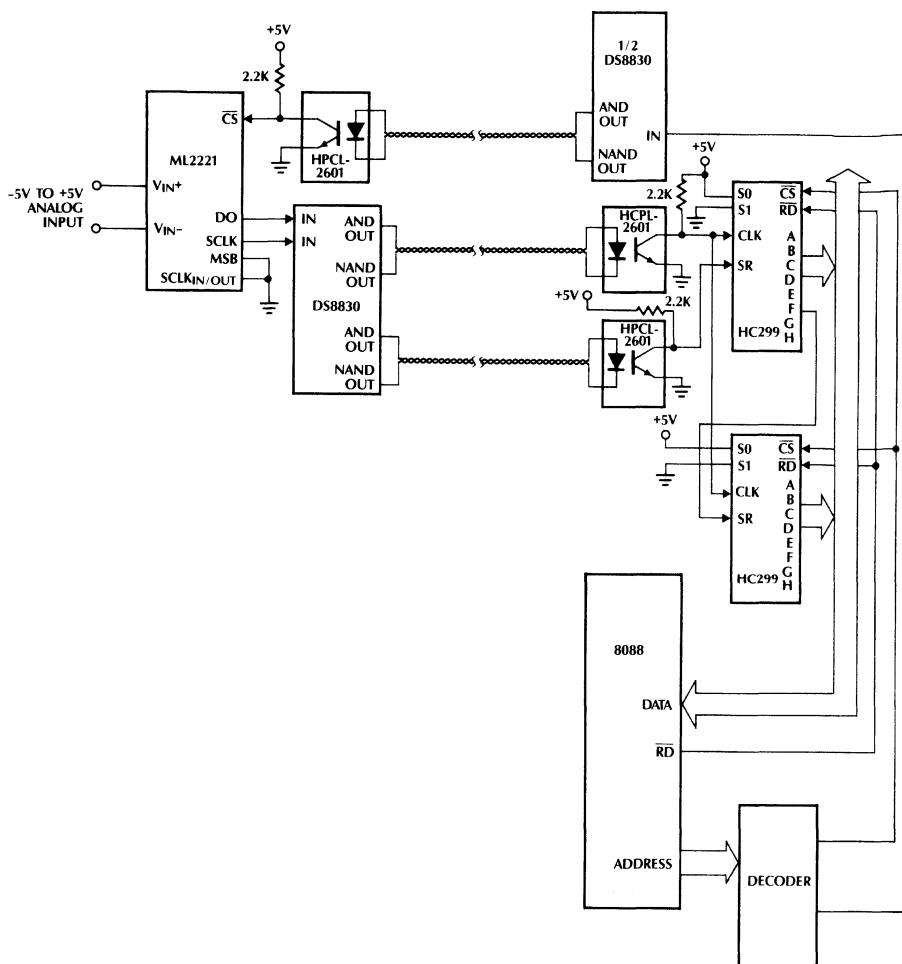 +5V
2.2K
CS
ML2221
HPCL-
2601
1/2
DS8830
AND
OUT
IN
NAND
OUT
–5V TO +5V
ANALOG
INPUT
VIN+
VIN–
DO
SCLK
MSB
SCLKIN/OUT
IN
IN
AND
OUT
NAND
OUT
DS8830
AND
OUT
NAND
OUT
+5V
2.2K
HCPL-
2601
+5V
2.2K
HPCL-
2601
S0
S1
CLK
SR
CS
RD
A
B
C
D
E
F
G
H
HC299
+5V
S0
S1
CLK
SR
CS
RD
A
B
C
D
E
F
G
H
HC299
8088
DATA
RD
ADDRESS
DECODER